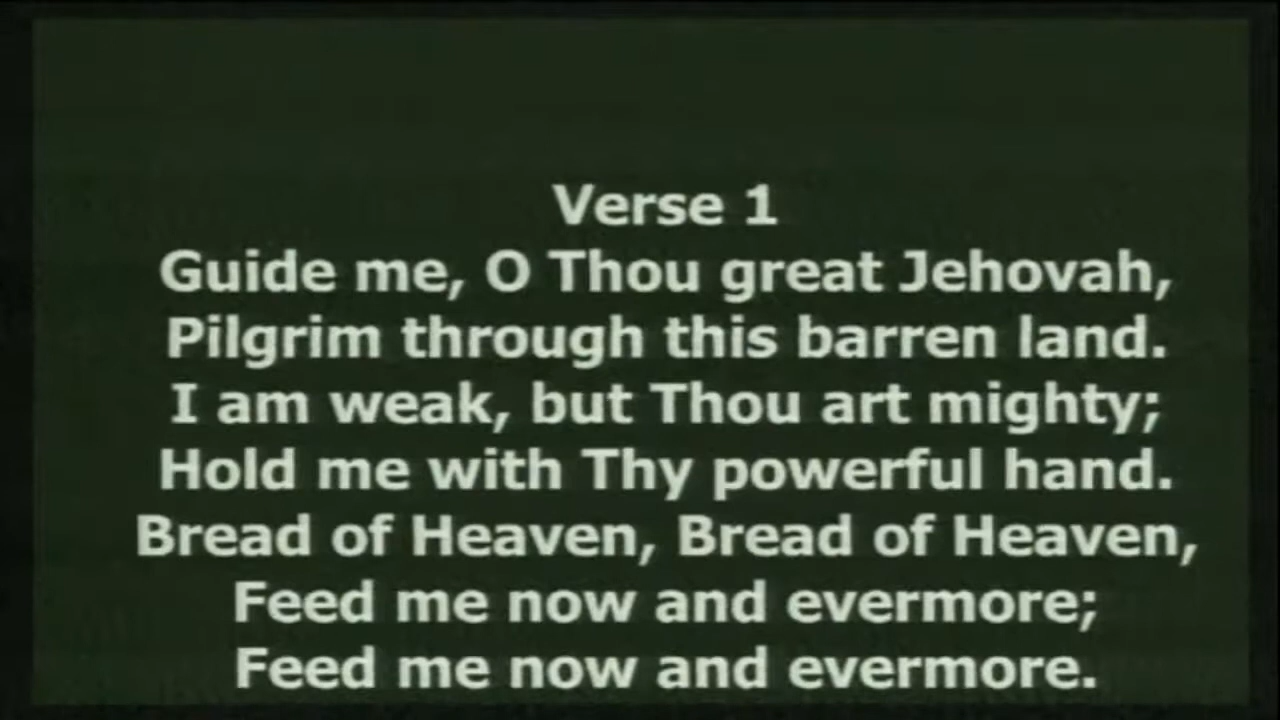 Verse 1
Guide me, O Thou great Jehovah,
Pilgrim through this barren land.
I am weak, but Thou art mighty;
Hold me with Thy powerful hand.
Bread of Heaven, Bread of Heaven,
Feed me now and evermore;
Feed me now and evermore.